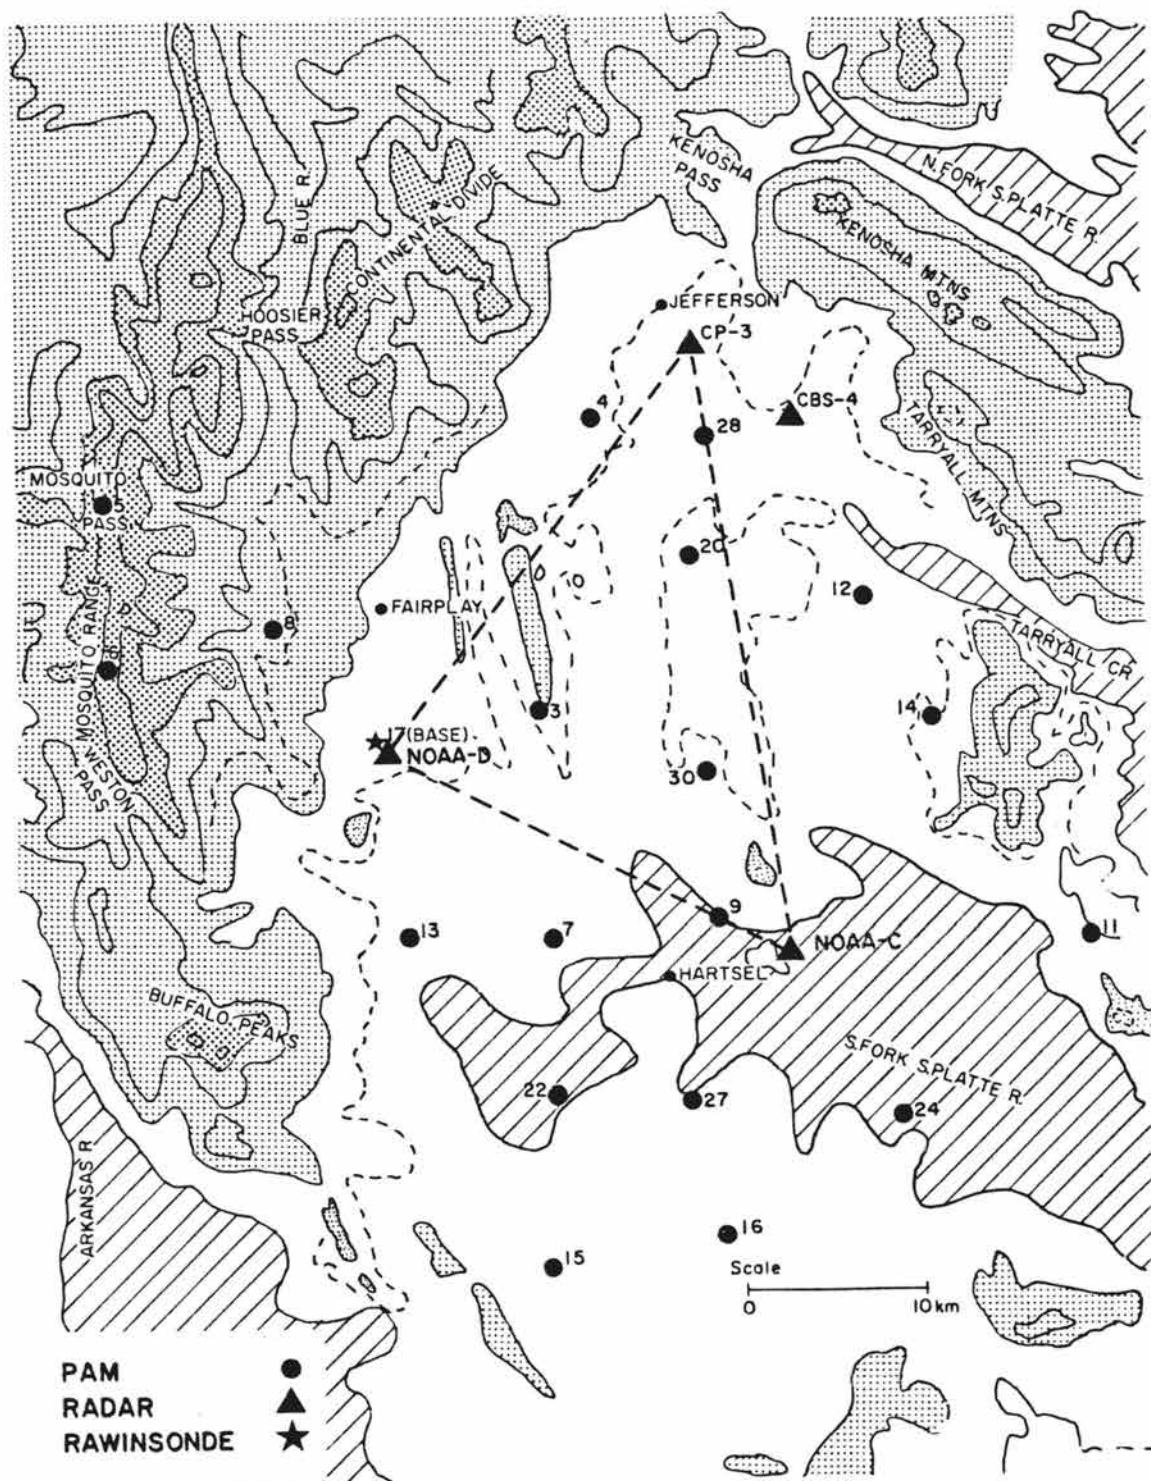 KENOSHA
PASS
N. FORK S. PLATTE R.
BLUE R.
CONTINENTAL DIVIDE
KENOSHA MTNS
HOOSIER
PASS
JEFFERSON
CP-3
4
28
CBS-4
TARRYALL MTNS
MOSQUITO
5
PASS
20
12
FAIRPLAY
8
MOSQUITO RANGE
6
TARRYALL CR.
3
14
17(BASE)
NOAA-D
WESTON
PASS
30
9
13
7
NOAA-C
11
HARTSEL
BUFFALO PEAKS
S. FORK S. PLATTE R.
22
27
24
ARKANSAS R
16
15
Scale
0
10 km
PAM
RADAR
RAWINSONDE